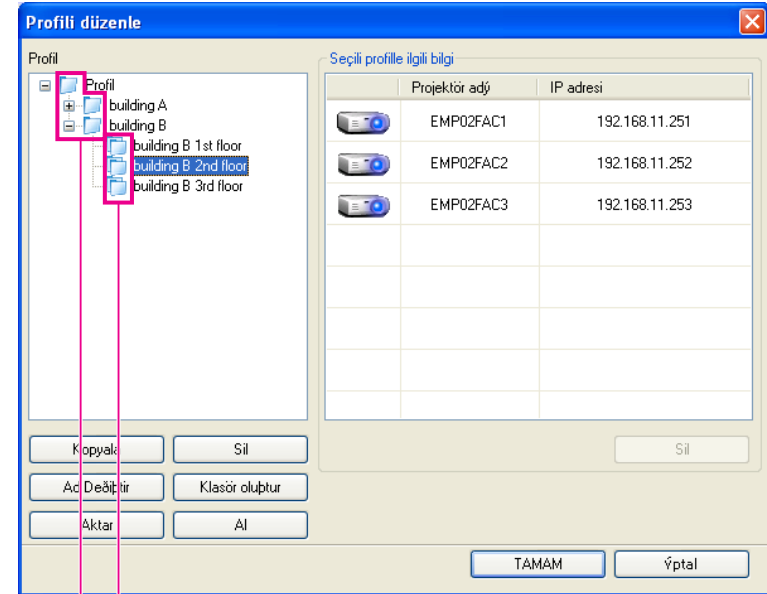 Profili düzenle
Profil
Profil
building A
building B
building B 1st floor
building B 2nd floor
building B 3rd floor
Seçili profille ilgili bilgi
Projektör adý IP adresi
EMP02FAC1 192.168.11.251
EMP02FAC2 192.168.11.252
EMP02FAC3 192.168.11.253
Kopyala Sil
Ad Deðiþtir Klasör oluþtur
Aktar Al
Sil
TAMAM ýptal